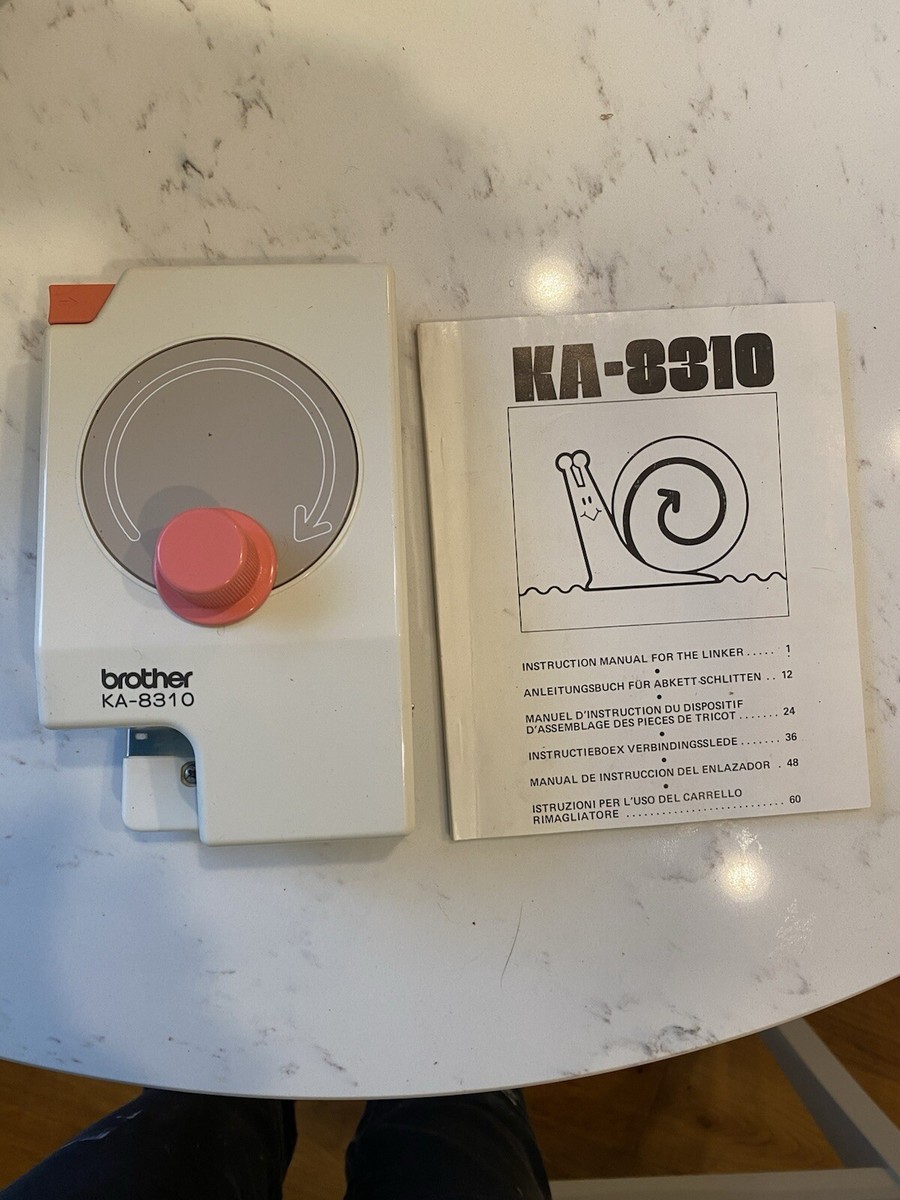 brother
KA-8310
KA-8310
INSTRUCTION MANUAL FOR THE LINKER ..... 1
•
ANLEITUNGSBUCH FÜR ABKETT-SCHLITTEN .. 12
•
MANUEL D'INSTRUCTION DU DISPOSITIF
D'ASSEMBLAGE DES PIECES DE TRICOT ....... 24
•
INSTRUCTIEBOEX VERBINDINGSSLEDE ....... 36
•
MANUAL DE INSTRUCCION DEL ENLAZADOR . 48
•
ISTRUZIONI PER L'USO DEL CARRELLO
RIMAGLIATORE ........................ 60